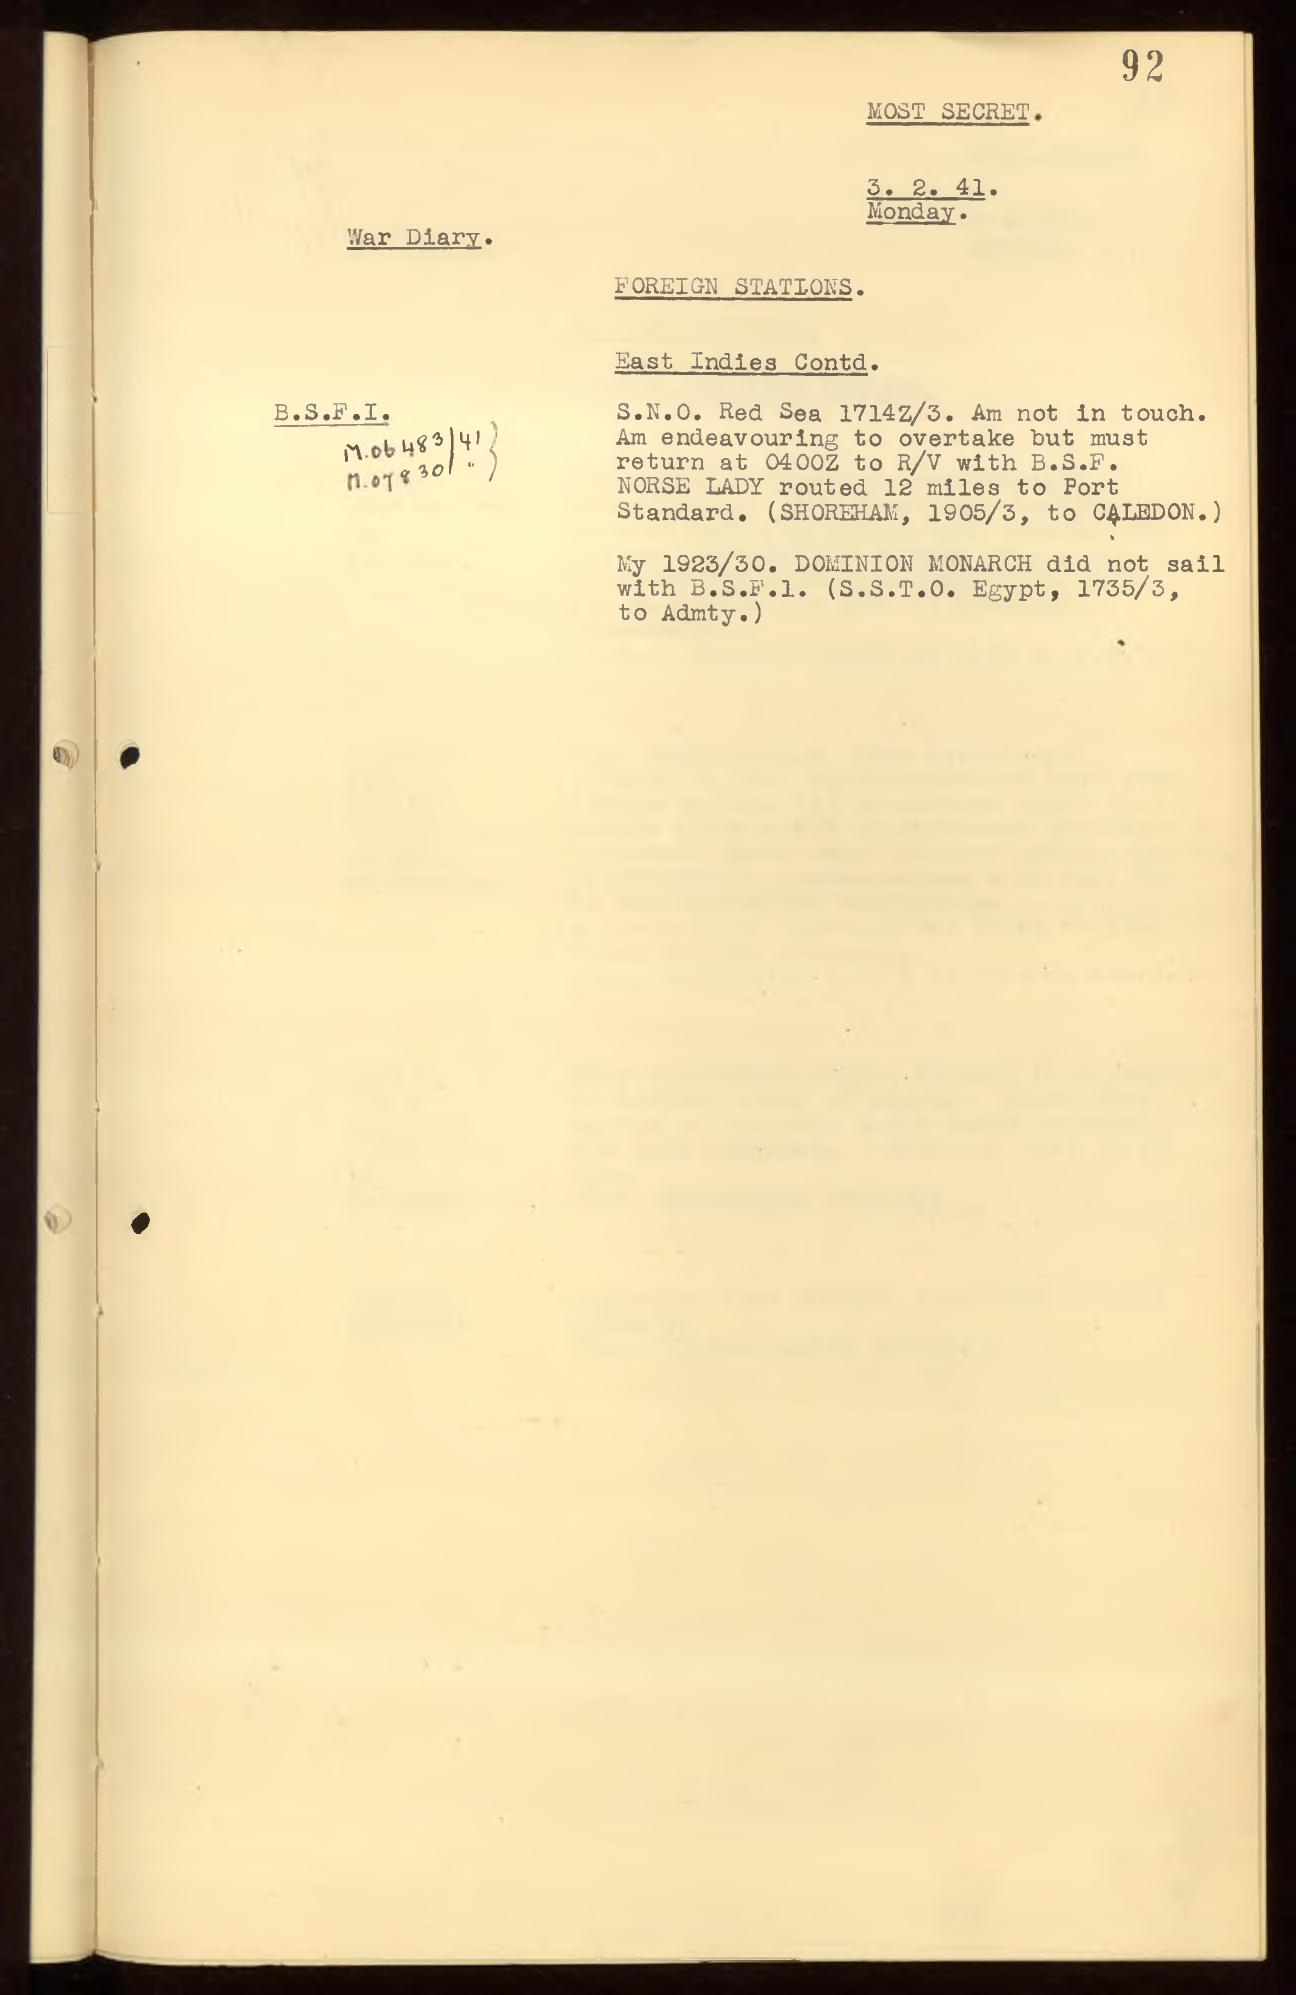 92
MOST SECRET.
3. 2. 41.
Monday.
War Diary.
FOREIGN STATIONS.
East Indies Contd.
B.S.F.I.
M.06483/41
M.07830/ "
S.N.O. Red Sea 1714Z/3. Am not in touch.
Am endeavouring to overtake but must
return at 0400Z to R/V with B.S.F.
NORSE LADY routed 12 miles to Port
Standard. (SHOREHAM, 1905/3, to CALEDON.)
My 1923/30. DOMINION MONARCH did not sail
with B.S.F.1. (S.S.T.O. Egypt, 1735/3,
to Admty.)